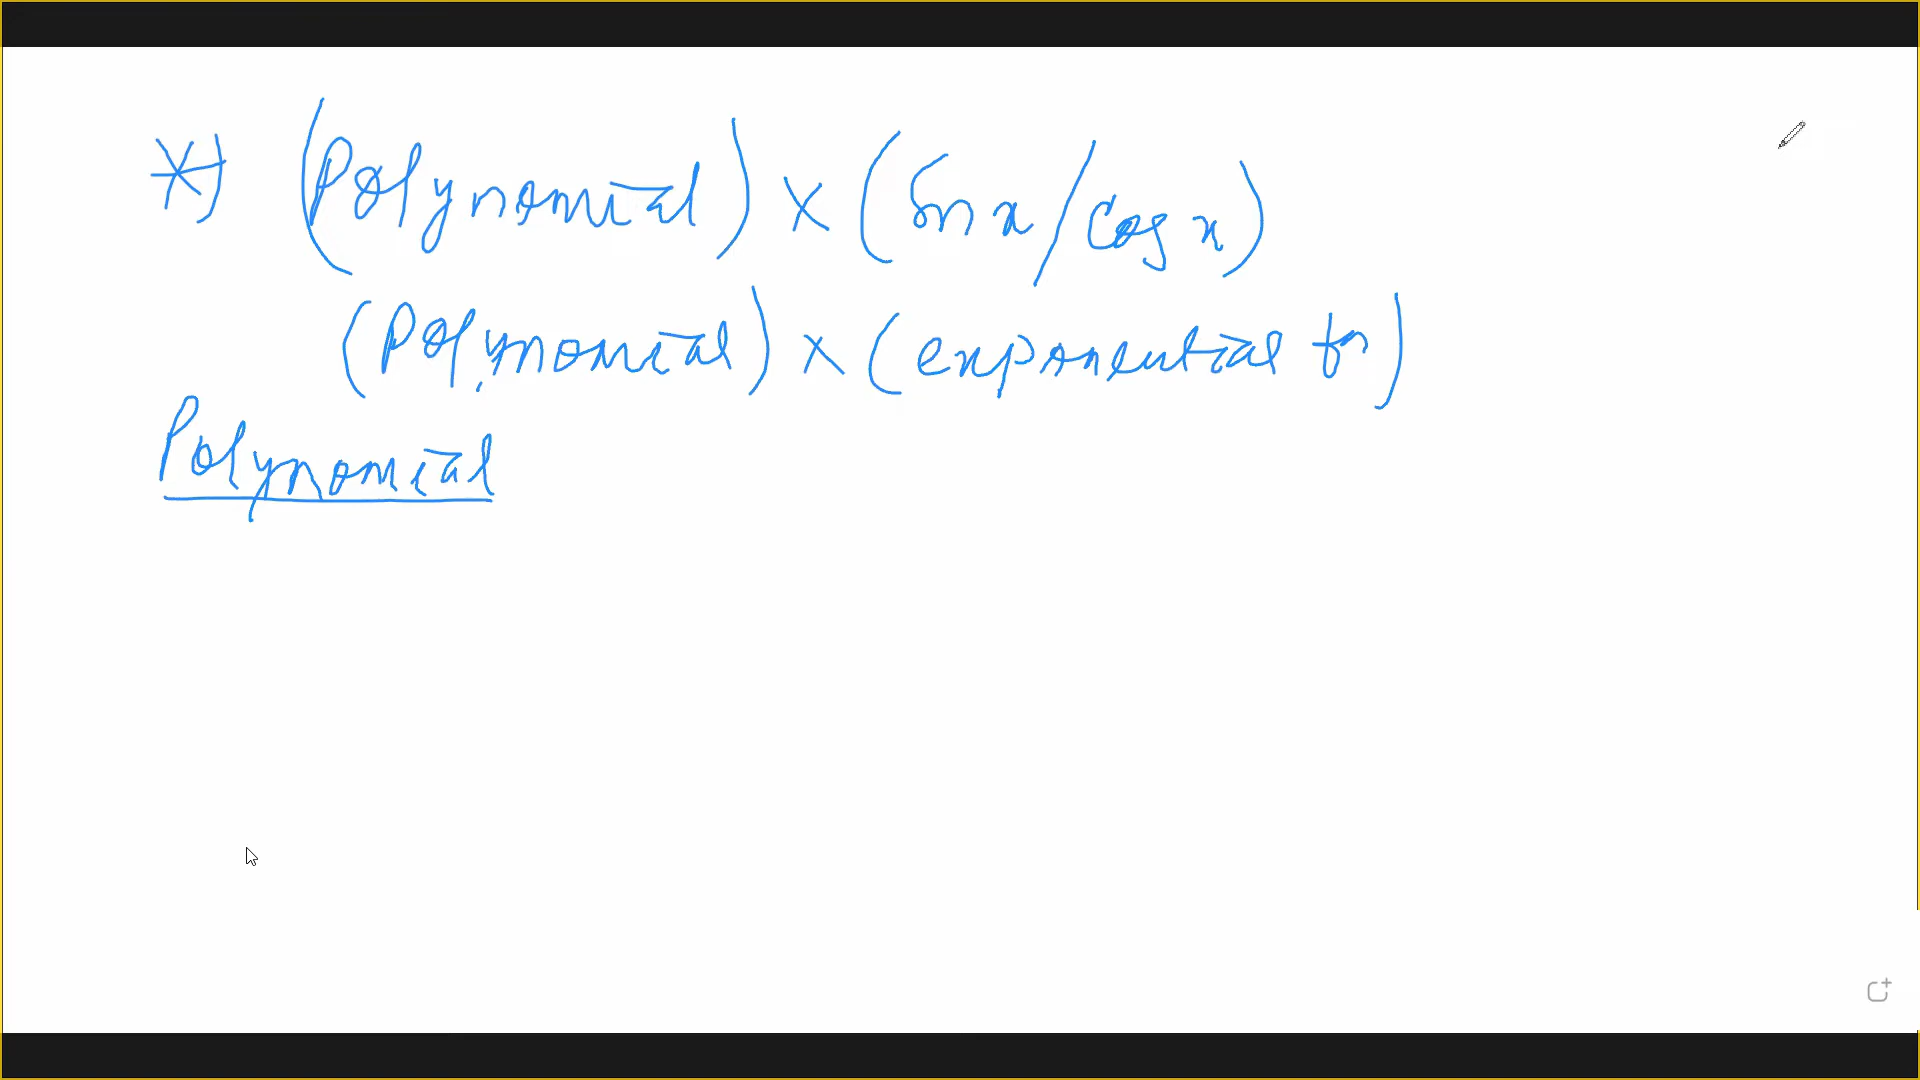 *) (Polynomial) × (Sin x / Cos x)
(Polynomial) × (exponential fn)
Polynomial